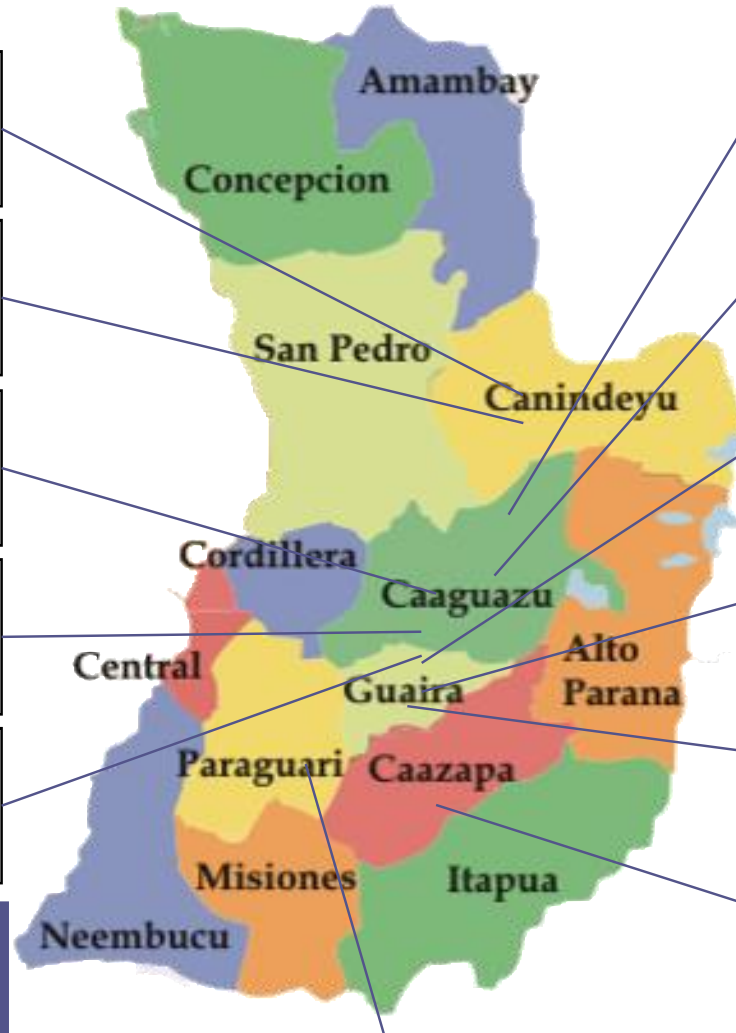 Amambay
Concepcion
San Pedro
Canindeyu
Cordillera
Caaguazu
Central
Guaira
Alto
Parana
Paraguari
Caazapa
Misiones
Itapua
Neembucu